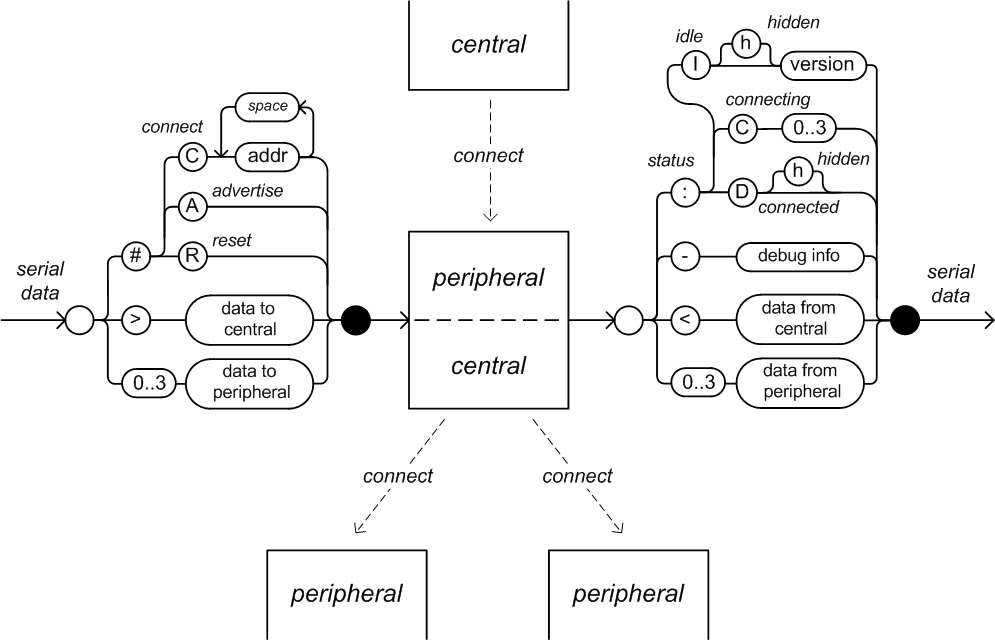 central
connect
serial
data
#
connect
C
space
addr
A
advertise
R
reset
>
data to
central
0..3
data to
peripheral
peripheral
central
status
:
idle
I
h
hidden
version
connecting
C
0..3
D
h
hidden
connected
-
debug info
<
data from
central
0..3
data from
peripheral
serial
data
connect
connect
peripheral
peripheral